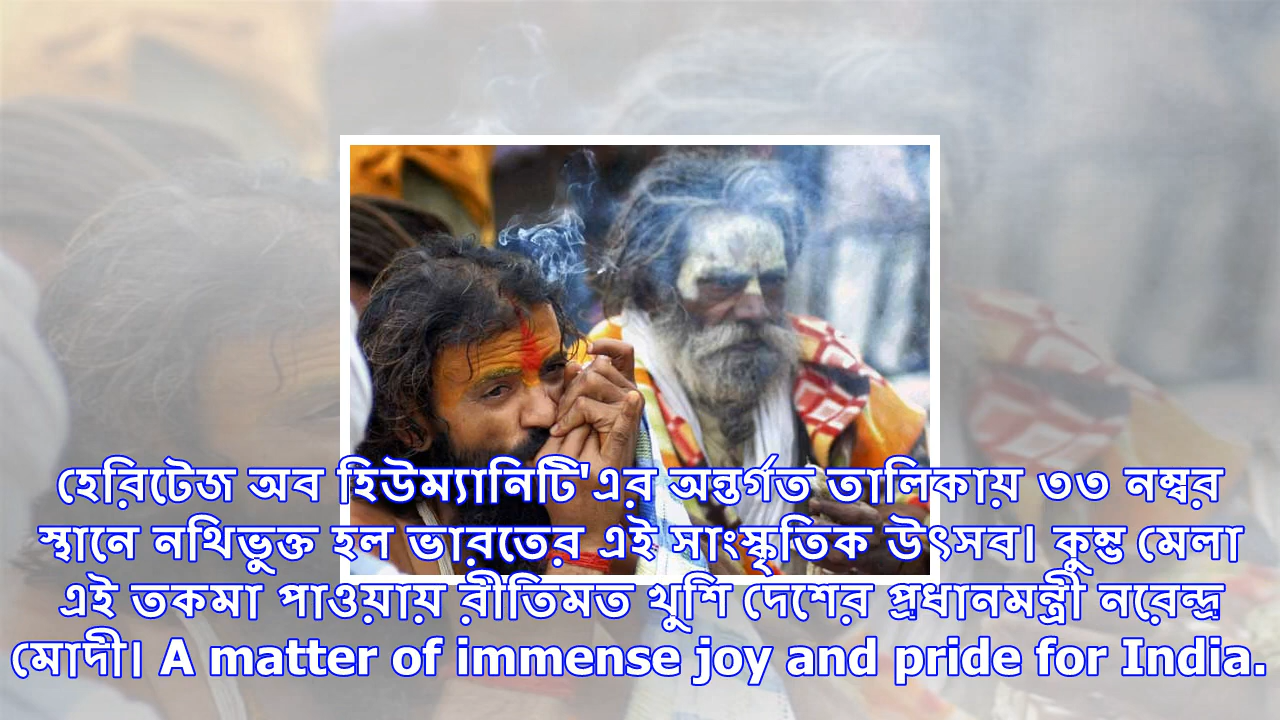 হেরিটেজ অব হিউম্যানিটি'এর অন্তর্গত তালিকায় ৩৩ নম্বর
স্থানে নথিভুক্ত হল ভারতের এই সাংস্কৃতিক উৎসব। কুম্ভ মেলা
এই তকমা পাওয়ায় রীতিমত খুশি দেশের প্রধানমন্ত্রী নরেন্দ্র
মোদী। A matter of immense joy and pride for India.